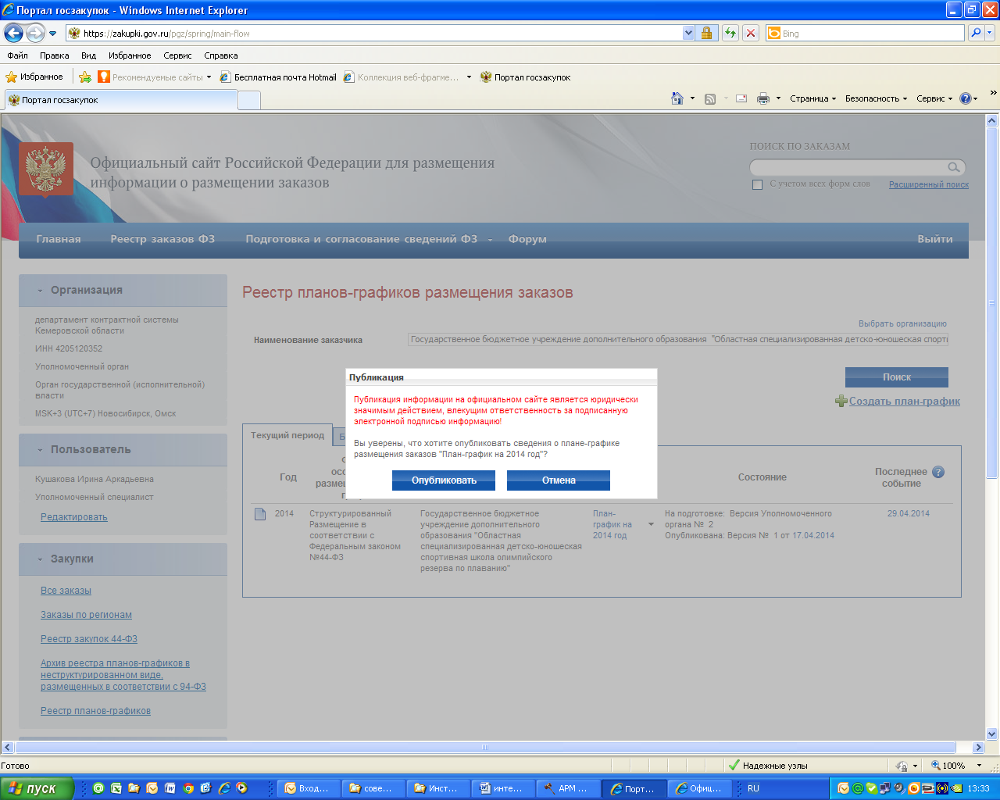 Портал госзакупок - Windows Internet Explorer
https://zakupki.gov.ru/pgz/spring/main-flow
Bing
Файл Правка Вид Избранное Сервис Справка
Избранное Рекомендуемые сайты Бесплатная почта Hotmail Коллекция веб-фрагме... Портал госзакупок
Портал госзакупок
Страница Безопасность Сервис
Официальный сайт Российской Федерации для размещения
информации о размещении заказов
ПОИСК ПО ЗАКАЗАМ
С учетом всех форм слов Расширенный поиск
Главная Реестр заказов ФЗ Подготовка и согласование сведений ФЗ Форум Выйти
Организация
департамент контрактной системы
Кемеровской области
ИНН 4205120352
Уполномоченный орган
Орган государственной (исполнительной)
власти
MSK+3 (UTC+7) Новосибирск, Омск
Пользователь
Кушакова Ирина Аркадьевна
Уполномоченный специалист
Редактировать
Закупки
Все заказы
Заказы по регионам
Реестр закупок 44-ФЗ
Архив реестра планов-графиков в
неструктурированном виде,
размещенных в соответствии с 94-ФЗ
Реестр планов-графиков
Реестр планов-графиков размещения заказов
Выбрать организацию
Наименование заказчика Государственное бюджетное учреждение дополнительного образования "Областная специализированная детско-юношеская спорти
Поиск
Создать план-график
Текущий период
Публикация
Публикация информации на официальном сайте является юридически
значимым действием, влекущим ответственность за подписанную
электронной подписью информацию!
Вы уверены, что хотите опубликовать сведения о плане-графике
размещения заказов "План-график на 2014 год"?
Опубликовать Отмена
Год
Состояние
Последнее
событие
2014
Структурированный
Размещение в
соответствии с
Федеральным законом
№44-ФЗ
Государственное бюджетное
учреждение дополнительного
образования "Областная
специализированная детско-юношеская
спортивная школа олимпийского
резерва по плаванию"
План-
график на
2014 год
На подготовке: Версия Уполномоченного
органа № 2
Опубликована: Версия № 1 от 17.04.2014
29.04.2014
Готово Надежные узлы 100%
пуск Вход... сове... Инст... инте... АРМ ... Порт... Офиц... RU 13:33